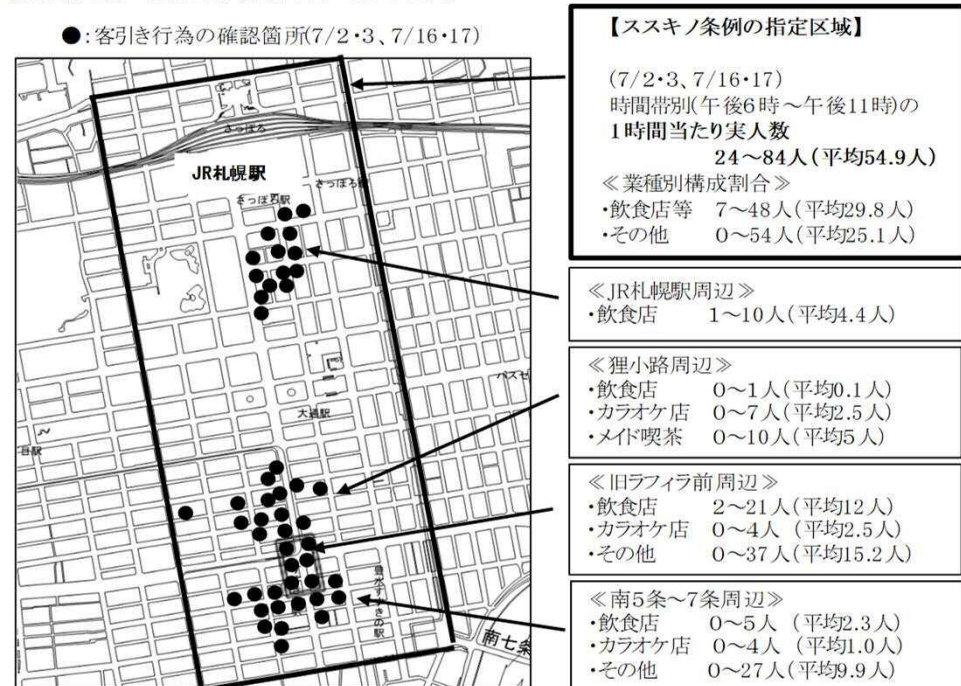 ●:客引き行為の確認箇所(7/2・3、7/16・17)
さっぽろ
JR札幌駅
さっぽろ駅
大通駅
バスセ
豊水すすきの駅
南七条
【ススキノ条例の指定区域】
(7/2・3、7/16・17)
時間帯別(午後6時～午後11時)の
1時間当たり実人数
24～84人(平均54.9人)
≪業種別構成割合≫
・飲食店等 7～48人(平均29.8人)
・その他 0～54人(平均25.1人)
≪JR札幌駅周辺≫
・飲食店 1～10人(平均4.4人)
≪狸小路周辺≫
・飲食店 0～1人(平均0.1人)
・カラオケ店 0～7人(平均2.5人)
・メイド喫茶 0～10人(平均5人)
≪旧ラフィラ前周辺≫
・飲食店 2～21人(平均12人)
・カラオケ店 0～4人(平均2.5人)
・その他 0～37人(平均15.2人)
≪南5条～7条周辺≫
・飲食店 0～5人 (平均2.3人)
・カラオケ店 0～4人 (平均1.0人)
・その他 0～27人(平均9.9人)